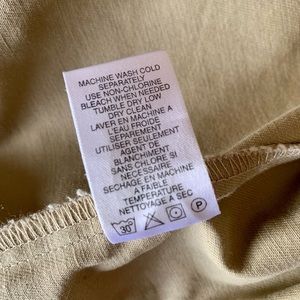 MACHINE WASH COLD
SEPARATELY
USE NON-CHLORINE
BLEACH WHEN NEEDED
TUMBLE DRY LOW
DRY CLEAN
LAVER EN MACHINE A
L'EAU FROIDE
SEPAREMENT
UTILISER SEULEMENT
AGENT DE
BLANCHIMENT
SANS CHLORE SI
NECESSAIRE
SECHAGE EN MACHINE
A FAIBLE
TEMPERATURE
NETTOYAGE A SEC
30° P